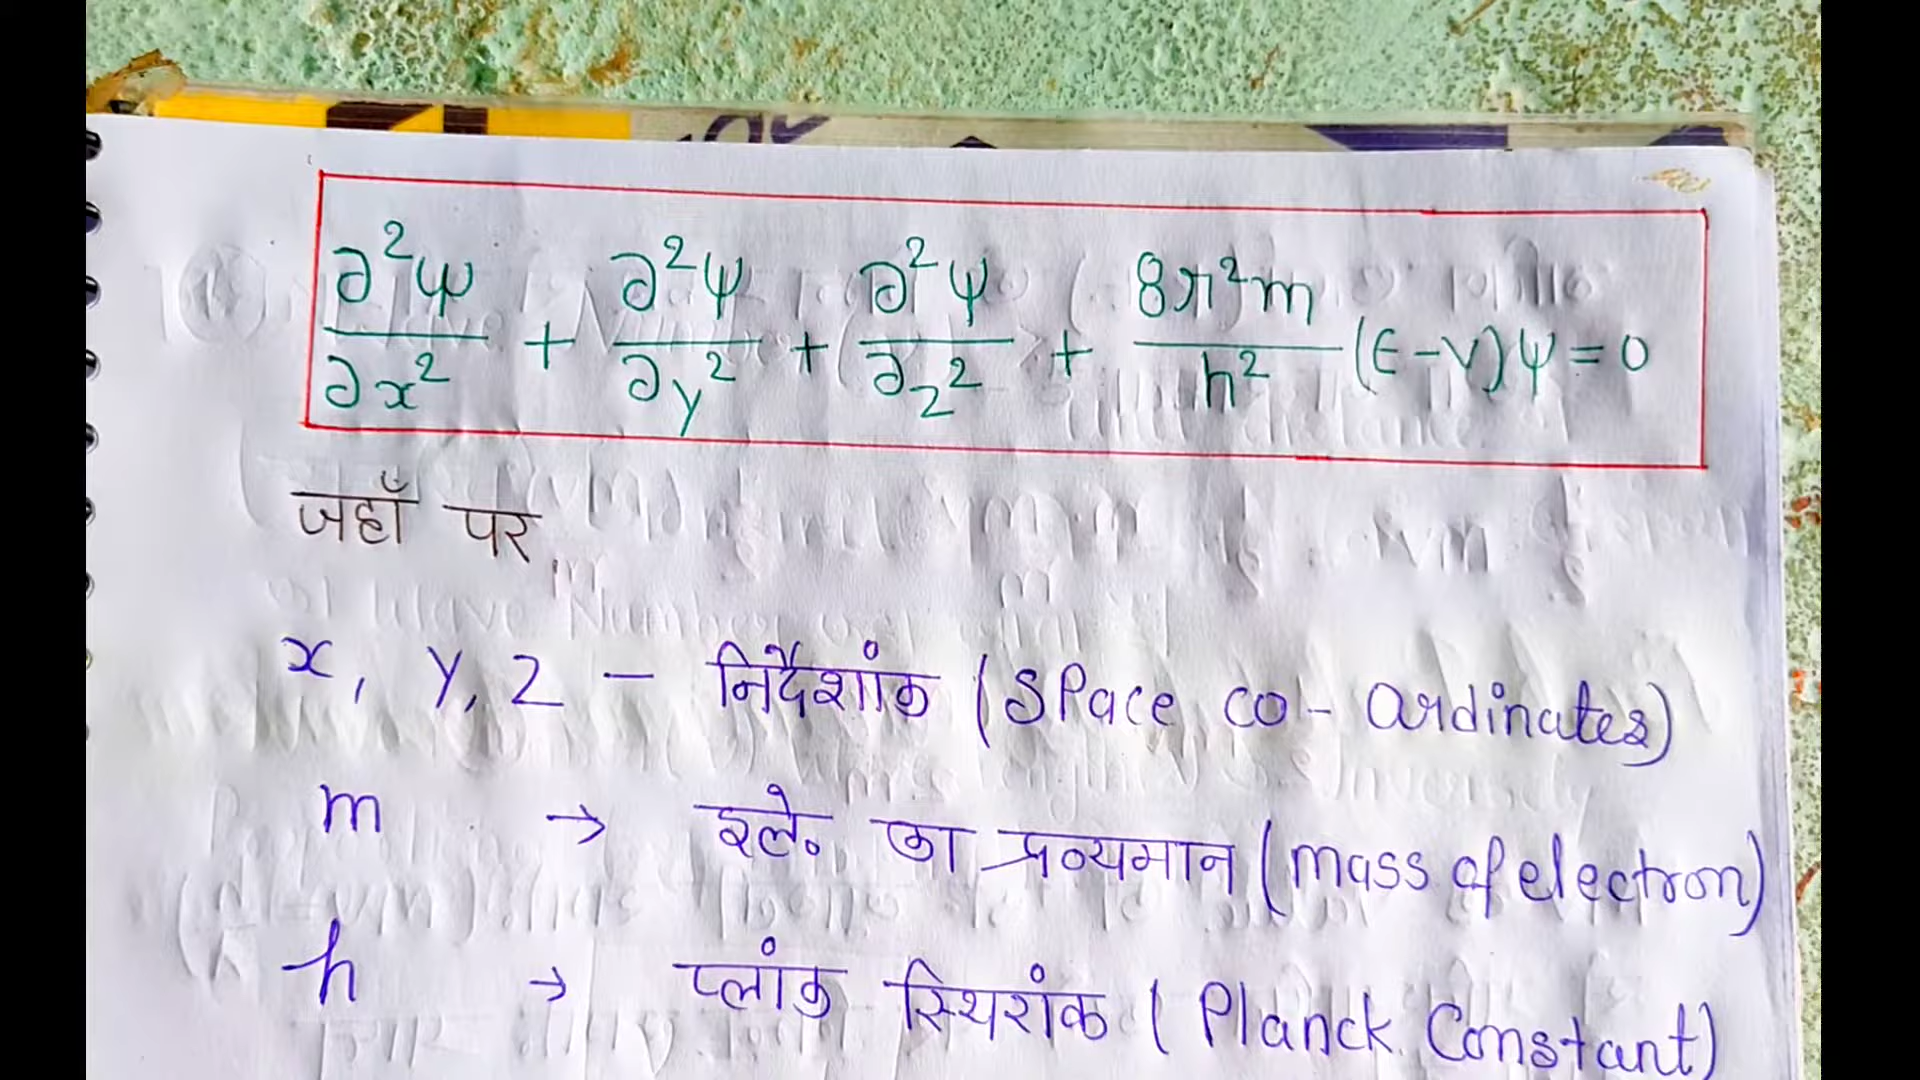 ∂²ψ/∂x² + ∂²ψ/∂y² + ∂²ψ/∂z² + 8π²m/h² (E-V)ψ = 0
जहाँ पर
x, y, z - निर्देशांक (Space co-ordinates)
m → इले० का द्रव्यमान (mass of electron)
h → प्लांक स्थिरांक (Planck Constant)